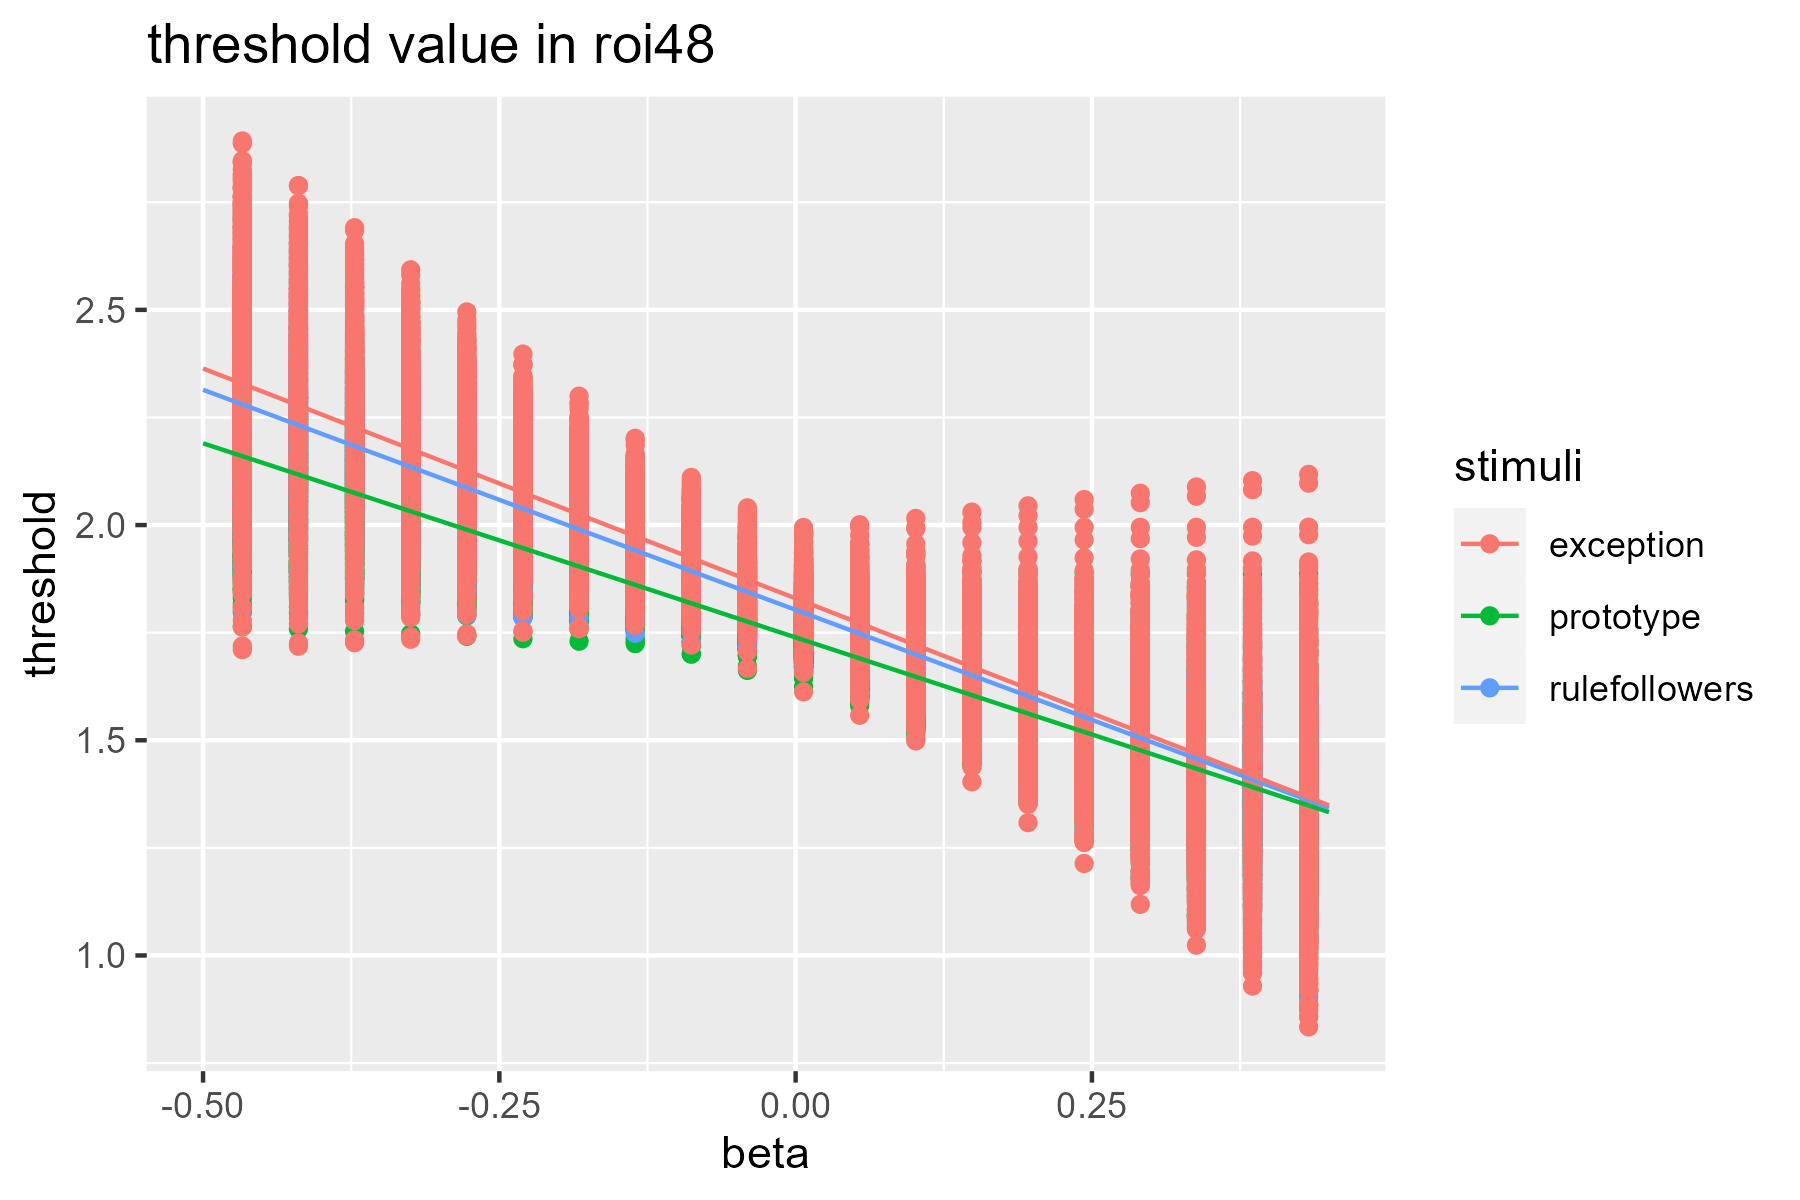 threshold value in roi48
threshold
2.5
2.0
1.5
1.0
-0.50
-0.25
0.00
0.25
beta
stimuli
exception
prototype
rulefollowers